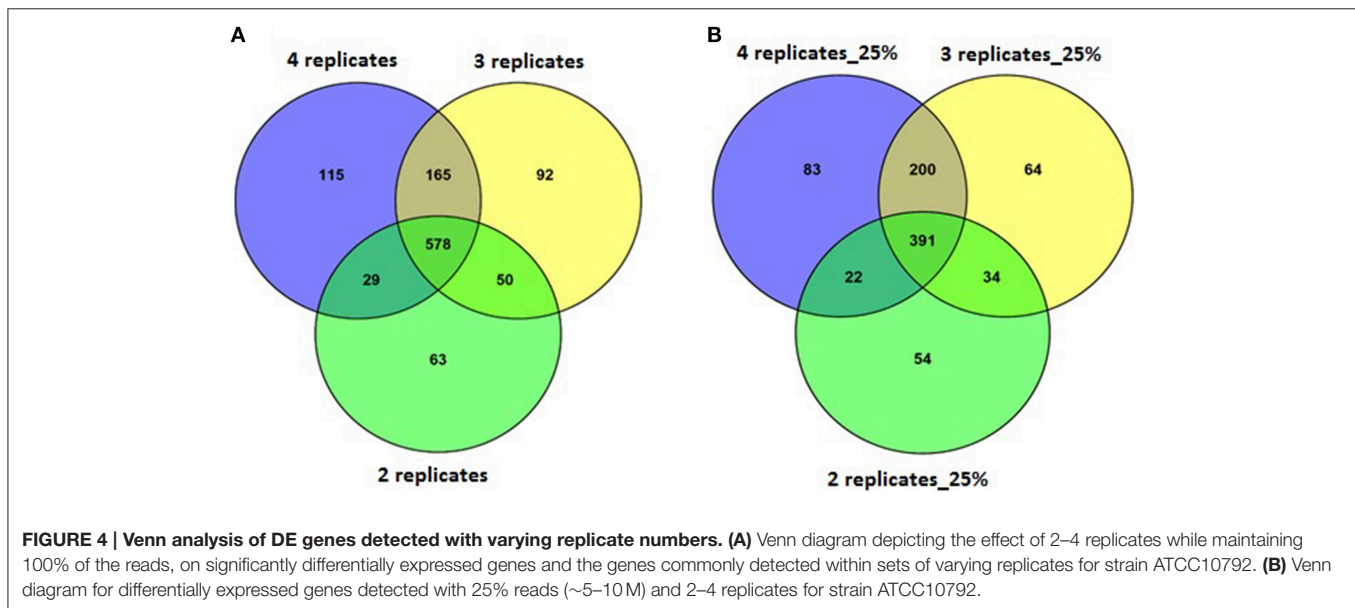 A
B
4 replicates
3 replicates
4 replicates_25%
3 replicates_25%
115
165
92
83
200
64
578
391
29
50
22
34
63
54
2 replicates
2 replicates_25%
FIGURE 4 | Venn analysis of DE genes detected with varying replicate numbers. (A) Venn diagram depicting the effect of 2–4 replicates while maintaining
100% of the reads, on significantly differentially expressed genes and the genes commonly detected within sets of varying replicates for strain ATCC10792. (B) Venn
diagram for differentially expressed genes detected with 25% reads (∼5–10 M) and 2–4 replicates for strain ATCC10792.